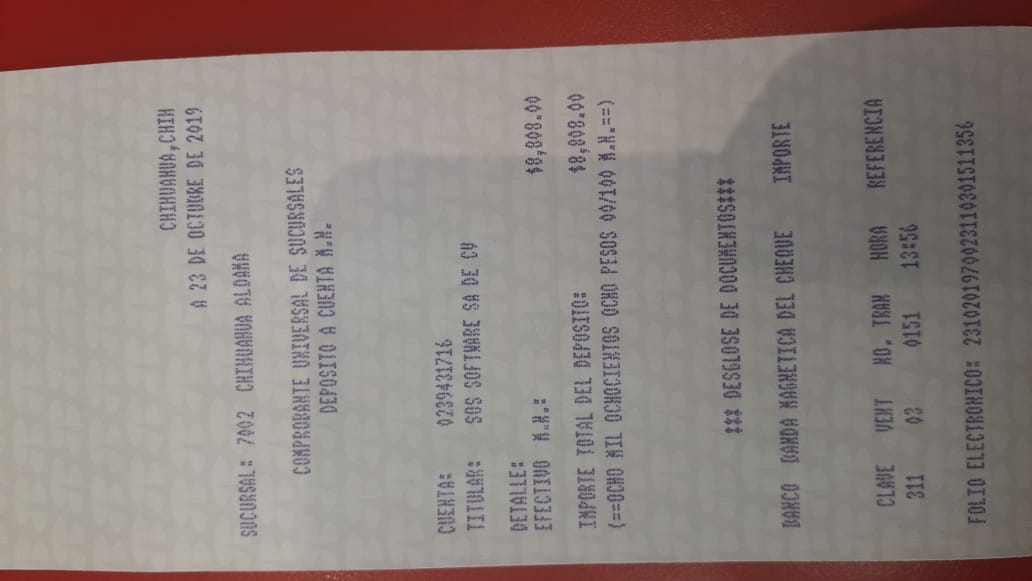 CHIHUAHUA,CHIH
A 23 DE OCTUBRE DE 2019
SUCURSAL: 7002 CHIHUAHUA ALDAMA
COMPROBANTE UNIVERSAL DE SUCURSALES
DEPOSITO A CUENTA M.N.
CUENTA: 0239431716
TITULAR: SOS SOFTWARE SA DE CV
DETALLE:
EFECTIVO M.N.: $8,808.00
IMPORTE TOTAL DEL DEPOSITO: $8,808.00
(==OCHO MIL OCHOCIENTOS OCHO PESOS 00/100 M.N.==)
*** DESGLOSE DE DOCUMENTOS***
BANCO BANDA MAGNETICA DEL CHEQUE IMPORTE
CLAVE VENT NO. TRAN HORA REFERENCIA
311 03 0151 13:56
FOLIO ELECTRONICO: 2310201970023110301511356